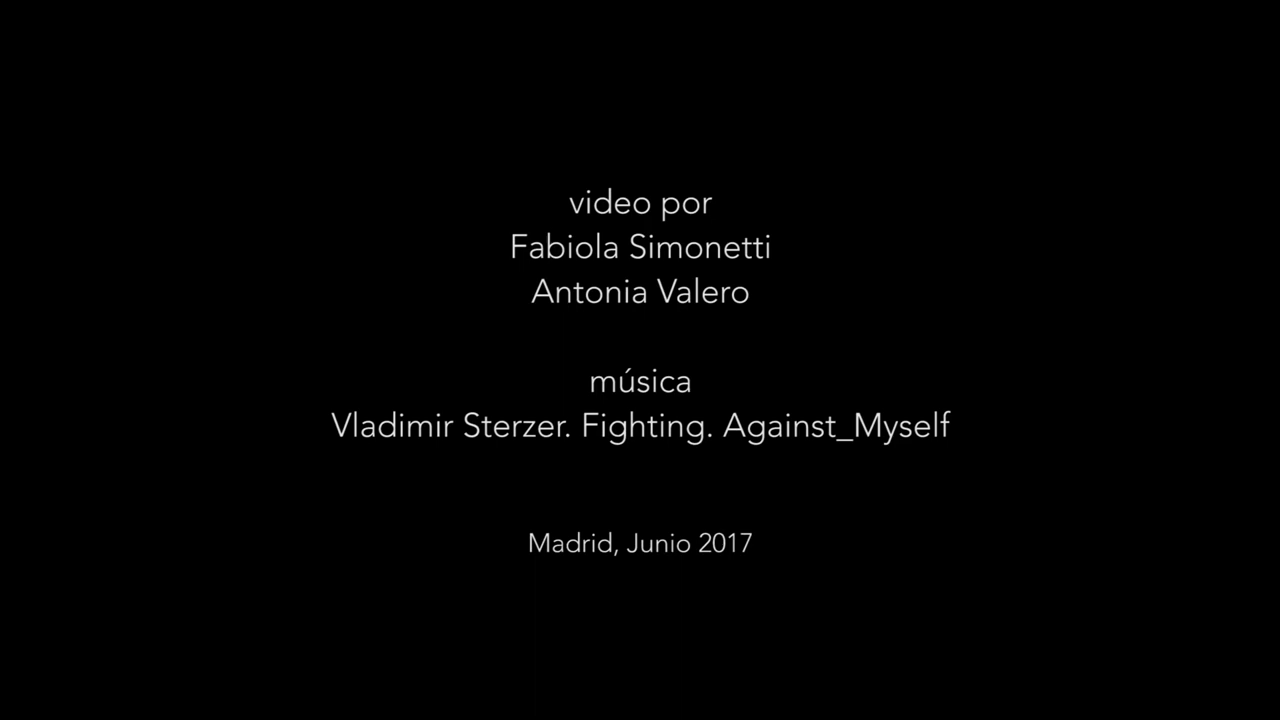 video por
Fabiola Simonetti
Antonia Valero
música
Vladimir Sterzer. Fighting. Against_Myself
Madrid, Junio 2017